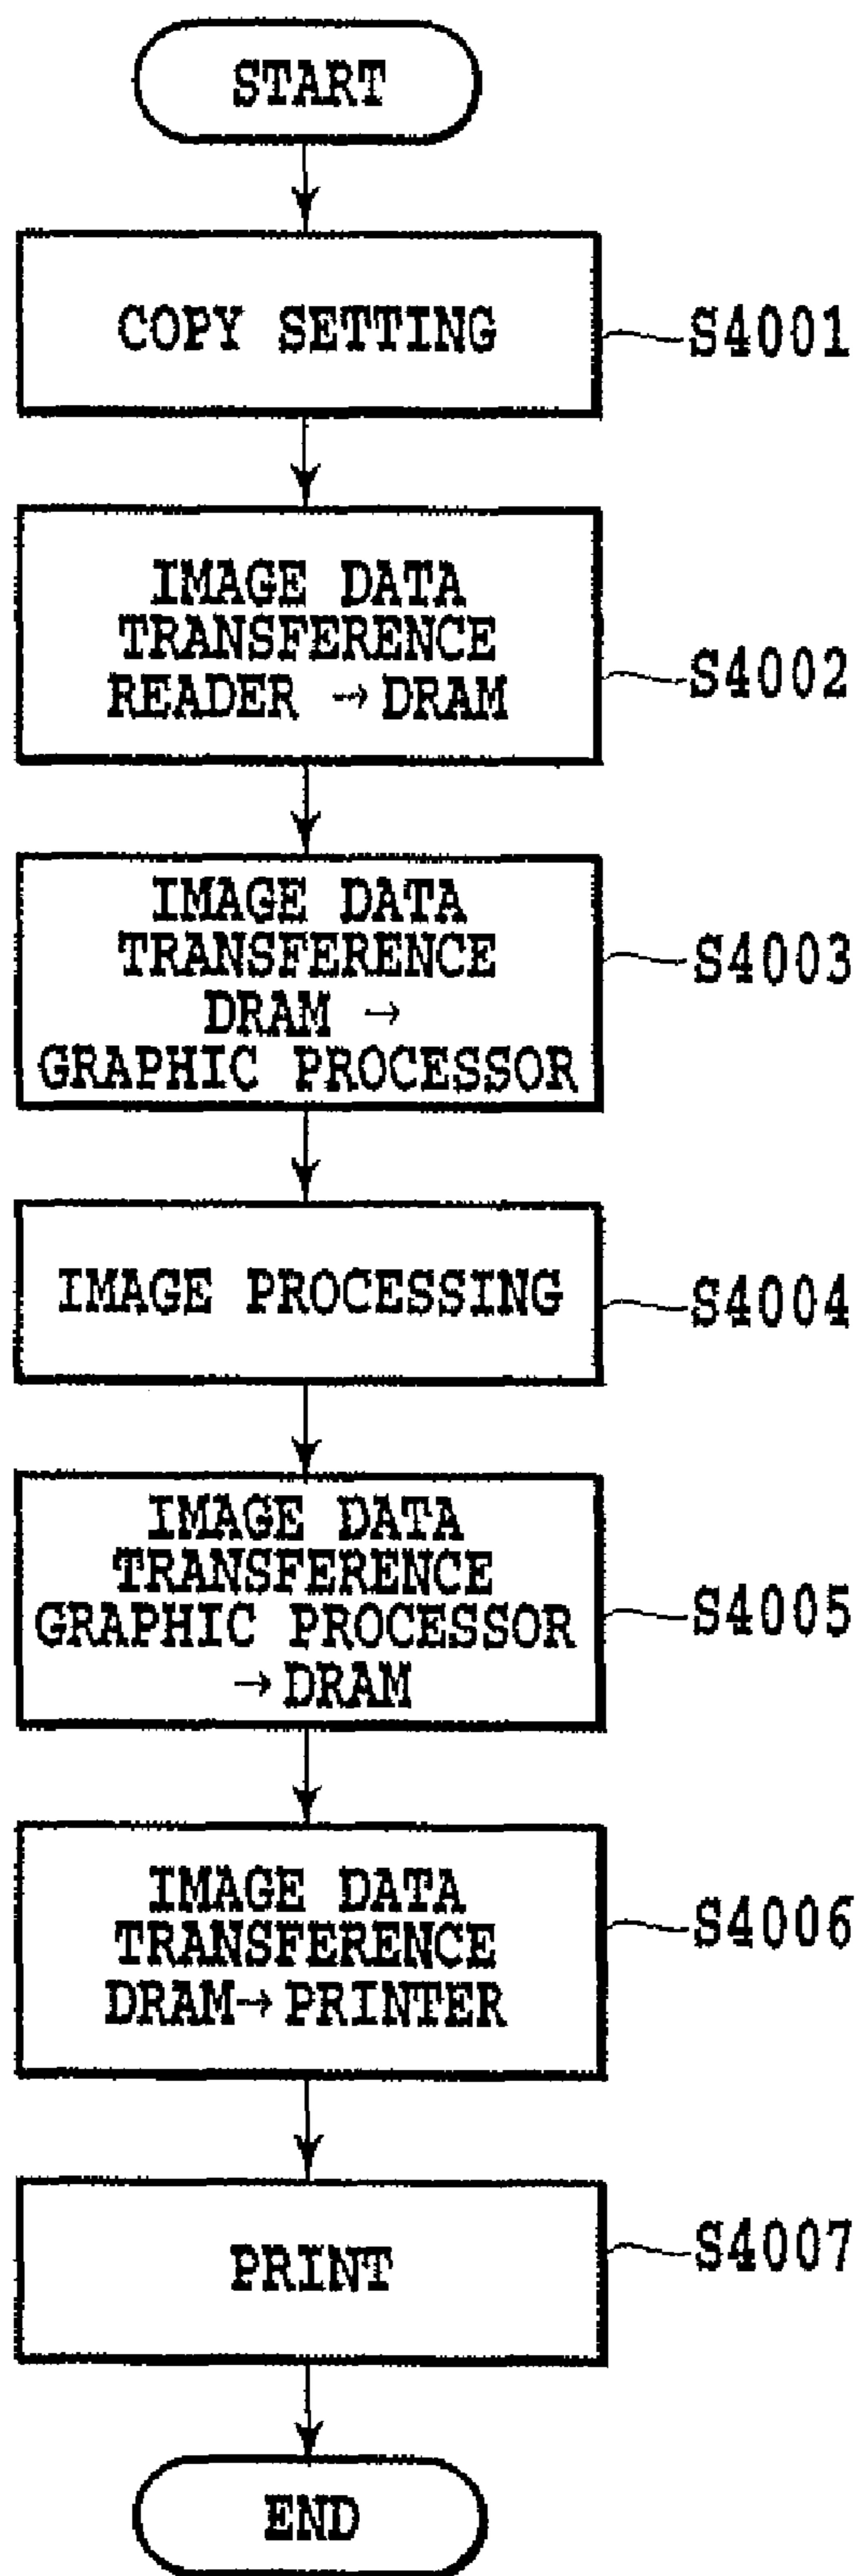 START
COPY SETTING
S4001
IMAGE DATA
TRANSFERENCE
READER → DRAM
S4002
IMAGE DATA
TRANSFERENCE
DRAM →
GRAPHIC PROCESSOR
S4003
IMAGE PROCESSING
S4004
IMAGE DATA
TRANSFERENCE
GRAPHIC PROCESSOR
→ DRAM
S4005
IMAGE DATA
TRANSFERENCE
DRAM → PRINTER
S4006
PRINT
S4007
END